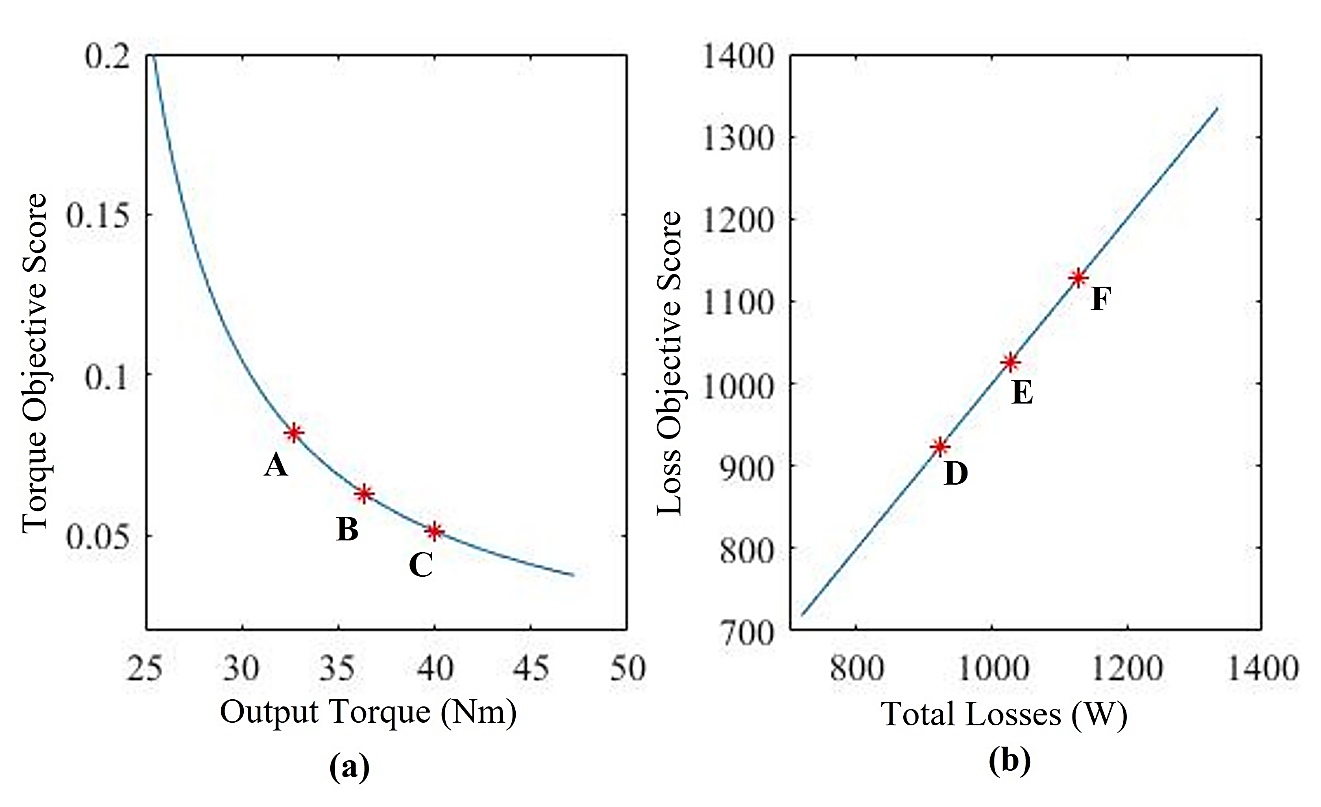 0.2
0.15
0.1
0.05
Torque Objective Score
A
B
C
25 30 35 40 45 50
Output Torque (Nm)
(a)
1400
1300
1200
1100
1000
900
800
700
Loss Objective Score
F
E
D
800 1000 1200 1400
Total Losses (W)
(b)